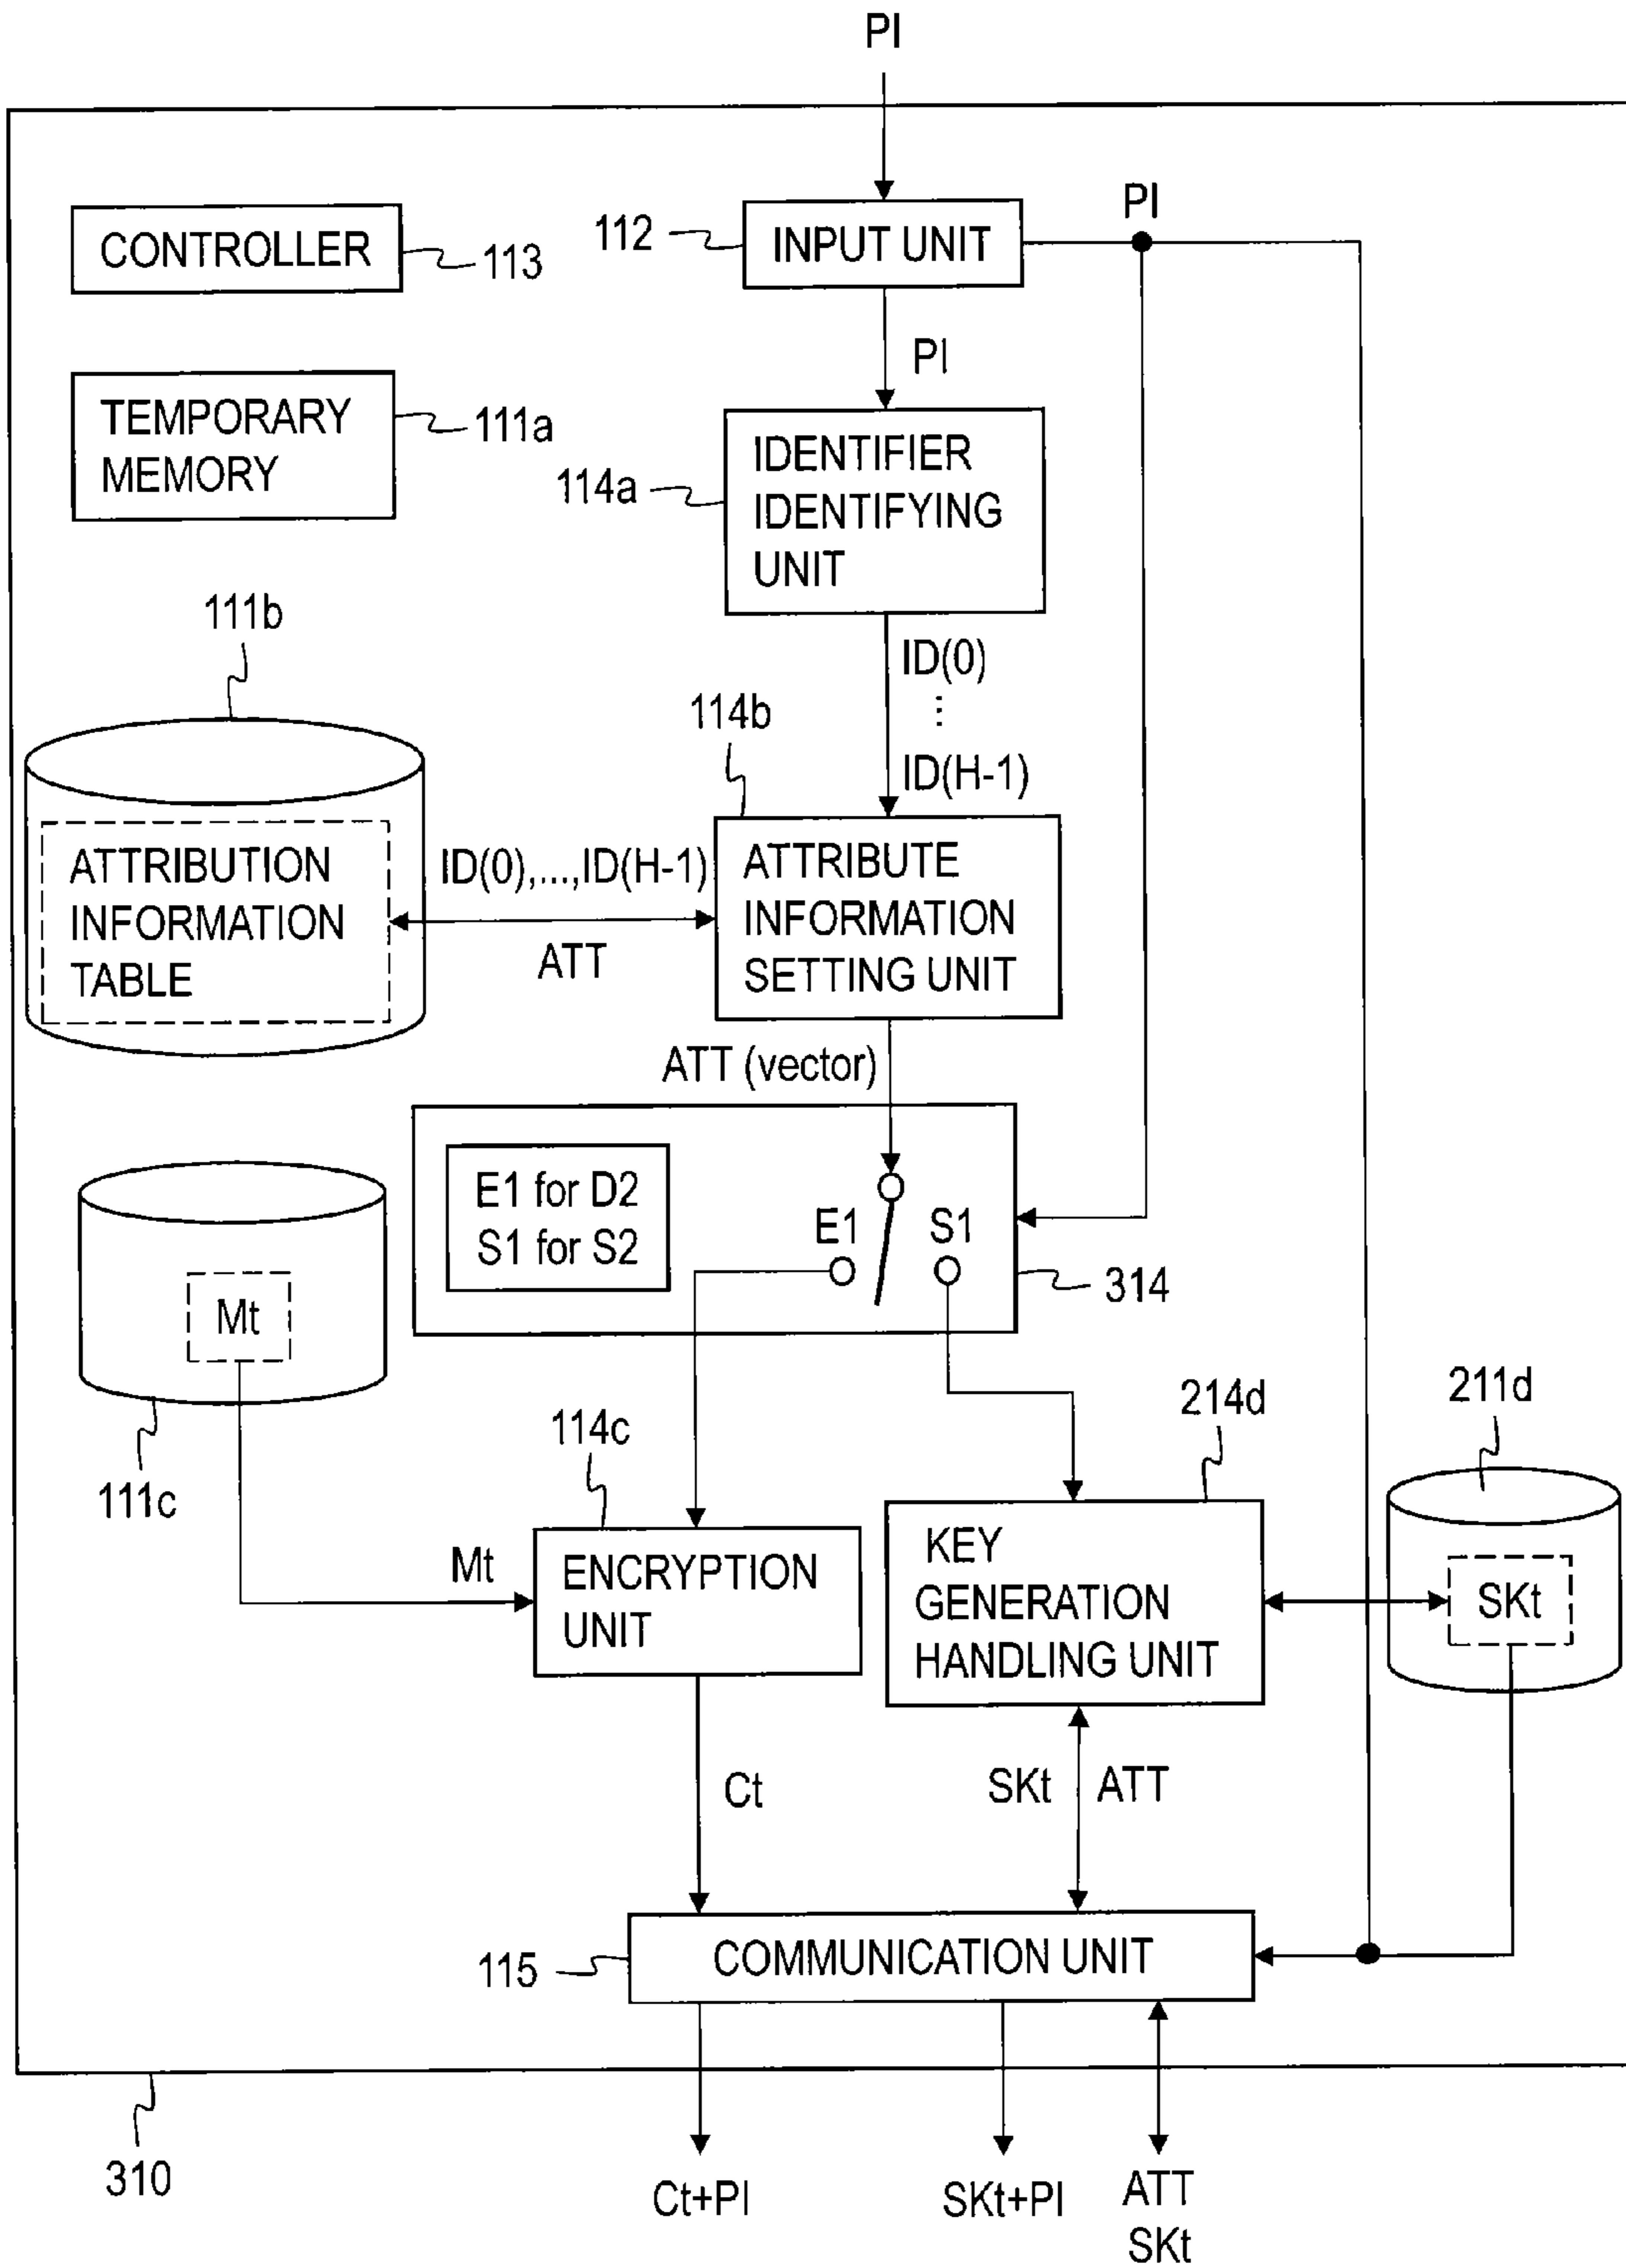 PI
PI
112
INPUT UNIT
CONTROLLER
113
PI
TEMPORARY
MEMORY
111a
IDENTIFIER
IDENTIFYING
UNIT
114a
111b
ID(0)
⋮
ID(H-1)
114b
ATTRIBUTION
INFORMATION
TABLE
ID(0),...,ID(H-1)
ATT
ATTRIBUTE
INFORMATION
SETTING UNIT
ATT (vector)
E1 for D2
S1 for S2
E1
S1
314
Mt
111c
114c
214d
211d
Mt
ENCRYPTION
UNIT
KEY
GENERATION
HANDLING UNIT
SKt
Ct
SKt
ATT
115
COMMUNICATION UNIT
310
Ct+PI
SKt+PI
ATT
SKt